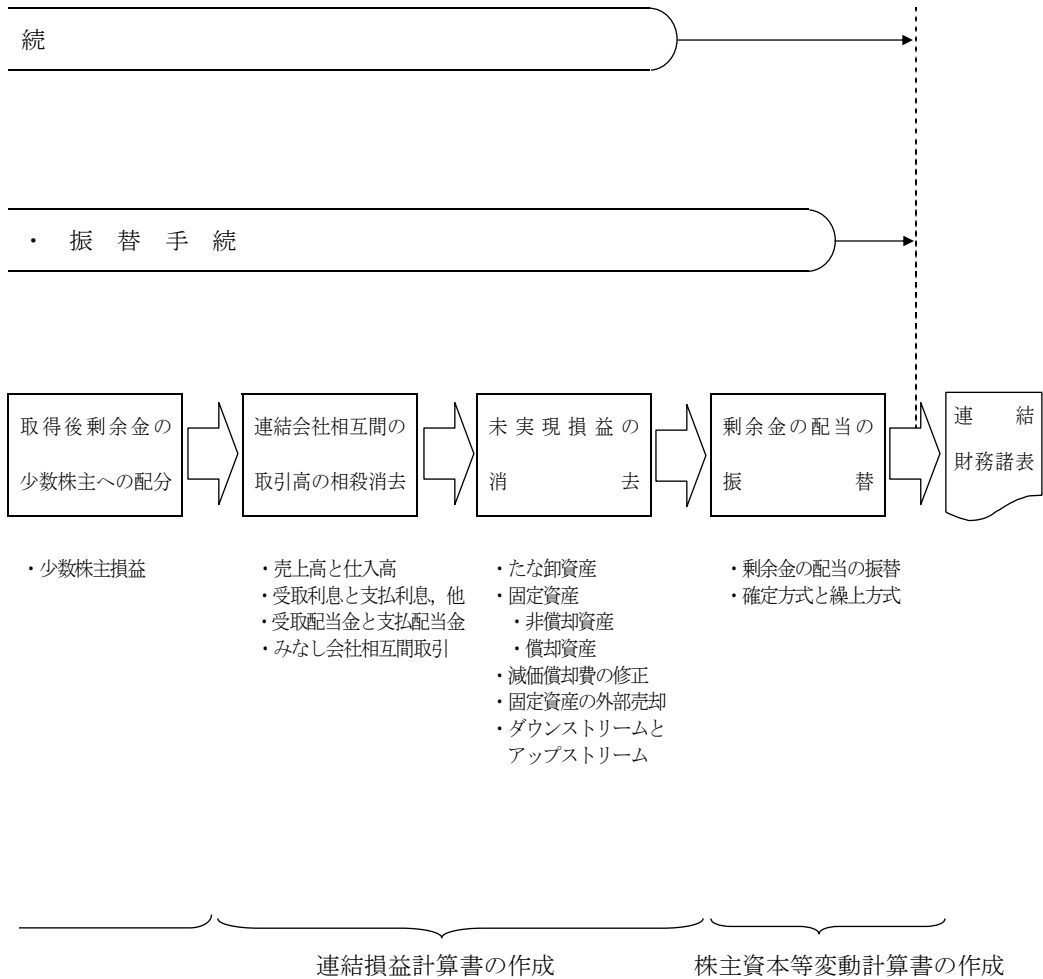 続
・ 振 替 手 続
取得後剰余金の
少数株主への配分
連結会社相互間の
取引高の相殺消去
未実現損益の
消 去
剰余金の配当の
振 替
連 結
財務諸表
・少数株主損益
・売上高と仕入高
・受取利息と支払利息，他
・受取配当金と支払配当金
・みなし会社相互間取引
・たな卸資産
・固定資産
・非償却資産
・償却資産
・減価償却費の修正
・固定資産の外部売却
・ダウンストリームと
アップストリーム
・剰余金の配当の振替
・確定方式と繰上方式
連結損益計算書の作成
株主資本等変動計算書の作成